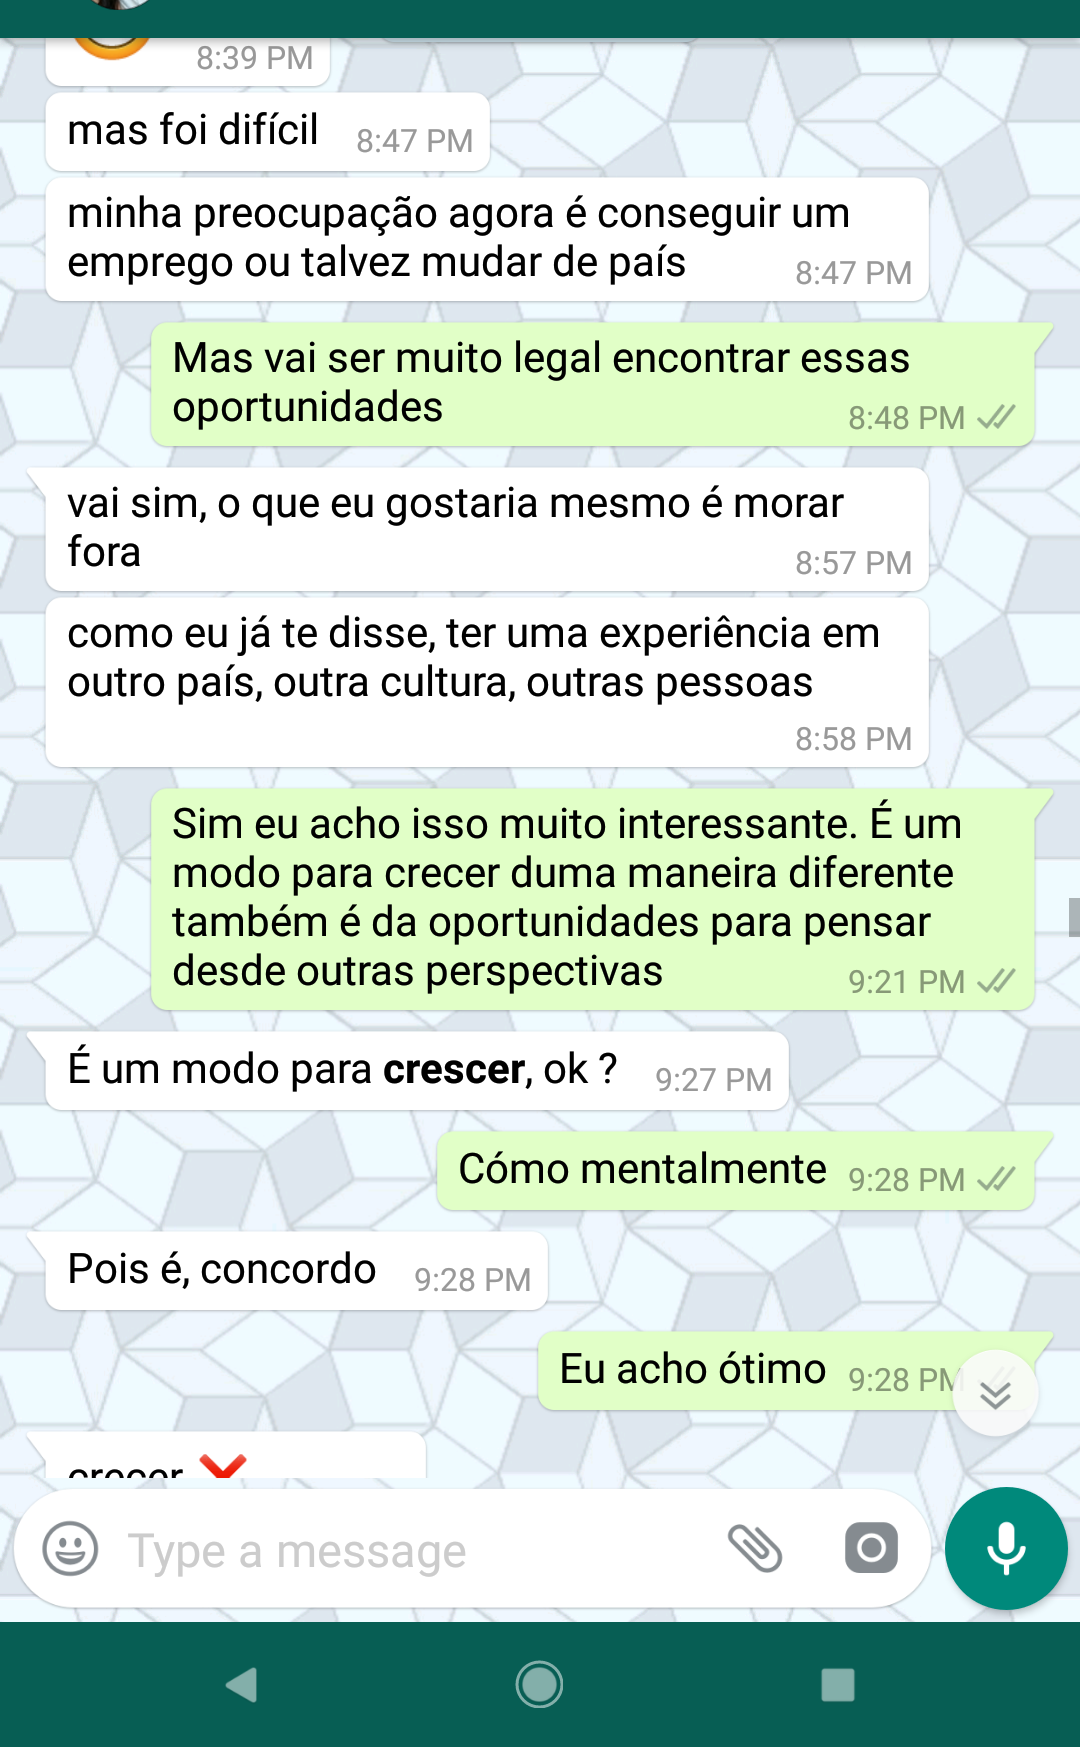 8:39 PM
mas foi difícil 8:47 PM
minha preocupação agora é conseguir um
emprego ou talvez mudar de país 8:47 PM
Mas vai ser muito legal encontrar essas
oportunidades 8:48 PM
vai sim, o que eu gostaria mesmo é morar
fora 8:57 PM
como eu já te disse, ter uma experiência em
outro país, outra cultura, outras pessoas
8:58 PM
Sim eu acho isso muito interessante. É um
modo para crecer duma maneira diferente
também é da oportunidades para pensar
desde outras perspectivas 9:21 PM
É um modo para crescer, ok ? 9:27 PM
Cómo mentalmente 9:28 PM
Pois é, concordo 9:28 PM
Eu acho ótimo 9:28 PM
crecer
Type a message